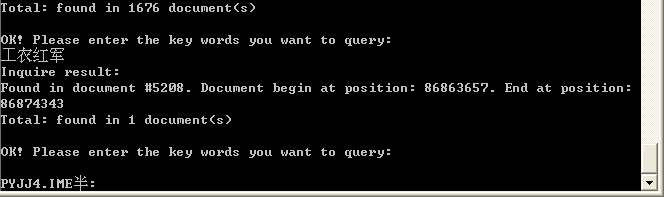 Total: found in 1676 document(s)
OK! Please enter the key words you want to query:
工农红军
Inquire result:
Found in document #5208. Document begin at position: 86863657. End at position:
86874343
Total: found in 1 document(s)
OK! Please enter the key words you want to query:
PYJJ4.IME半: